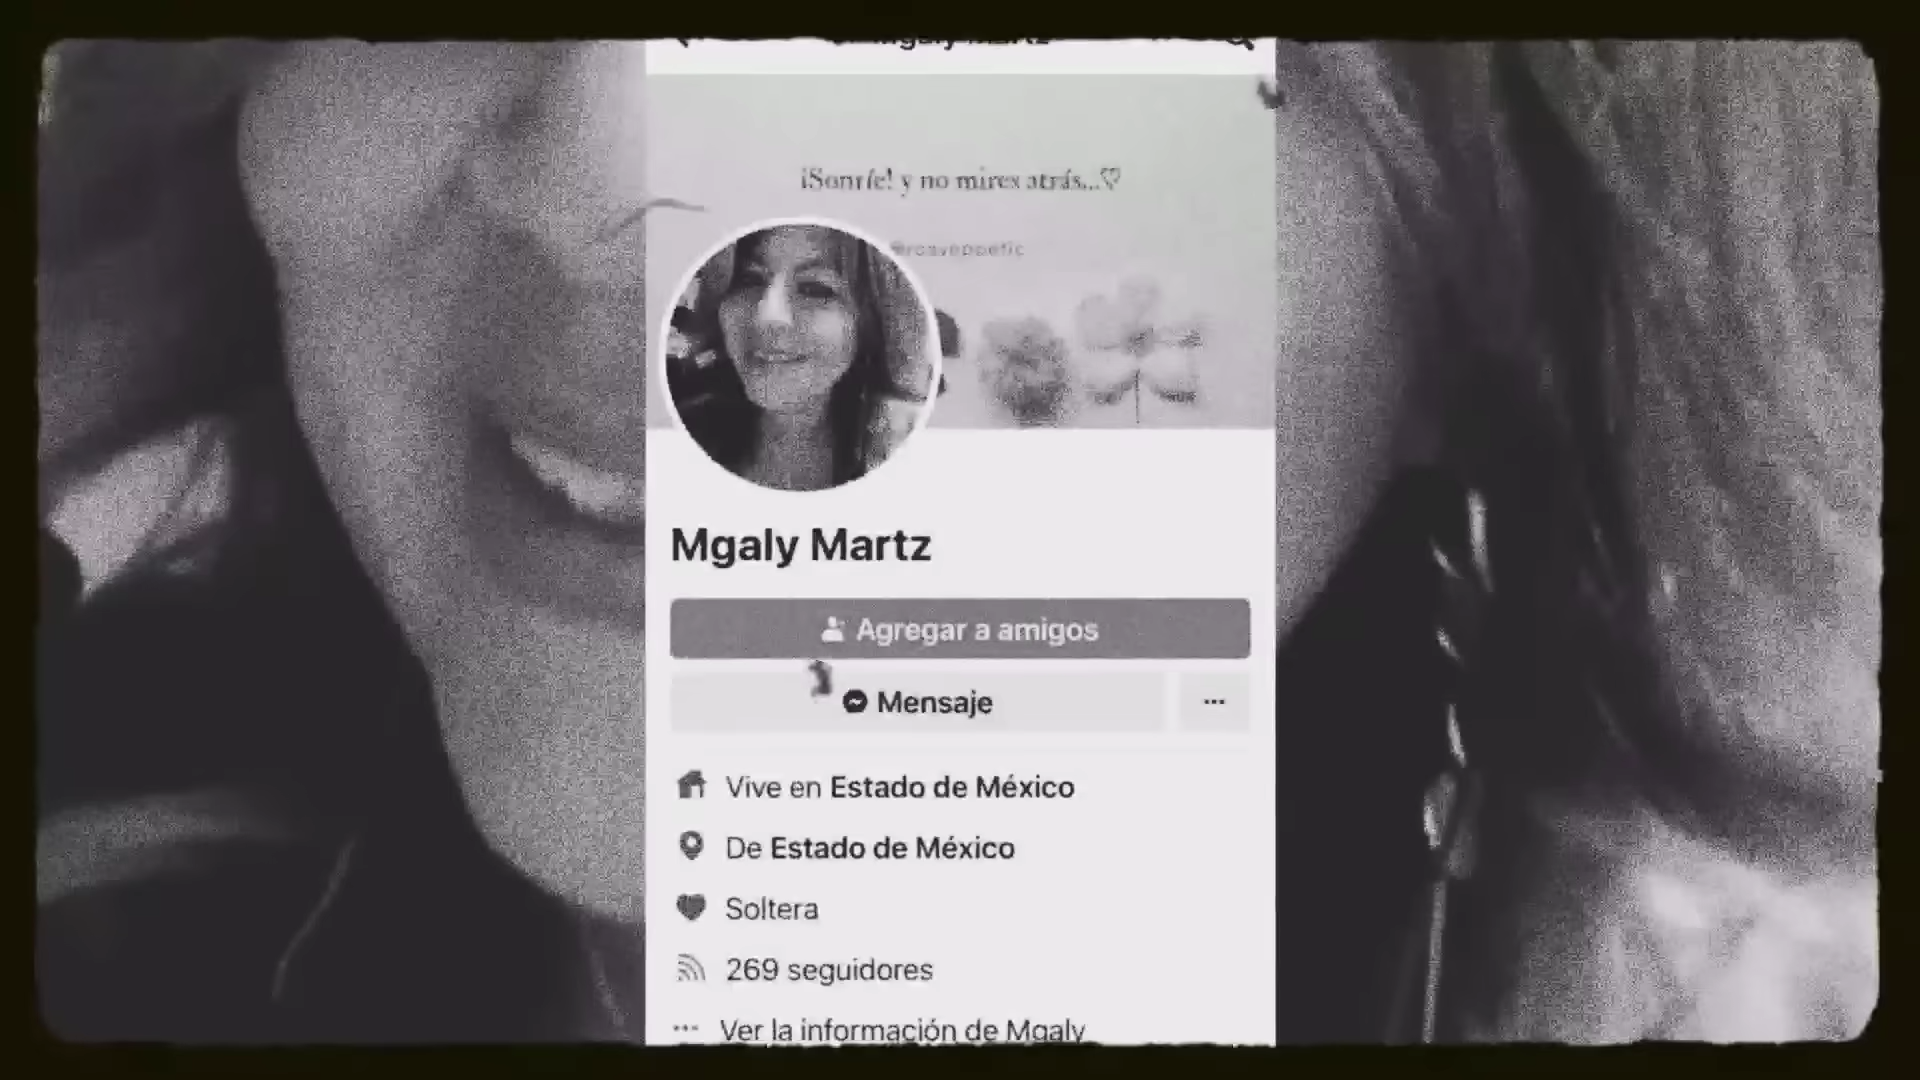 ¡Sonríe! y no mires atrás...♡
Mgaly Martz
Agregar a amigos
Mensaje
...
Vive en Estado de México
De Estado de México
Soltera
269 seguidores
... Ver la información de Mgaly